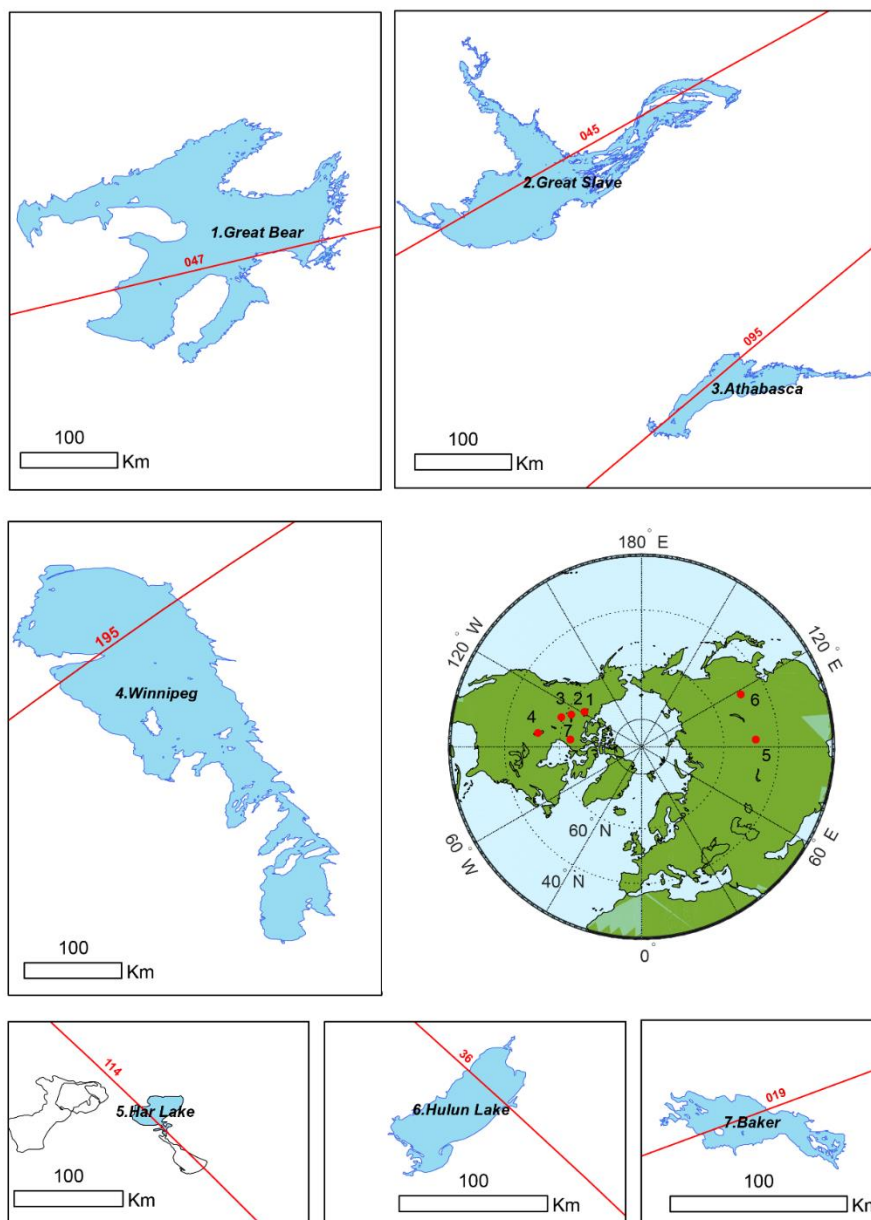 045
2.Great Slave
1.Great Bear
047
095
3.Athabasca
100
Km
100
Km
195
4.Winnipeg
100
Km
180° E
120° W
120° E
3 2 1
4
7
6
5
60° N
60° W
40° N
60° E
0°
114
5.Har Lake
100
Km
36
6.Hulun Lake
100
Km
019
7.Baker
100
Km